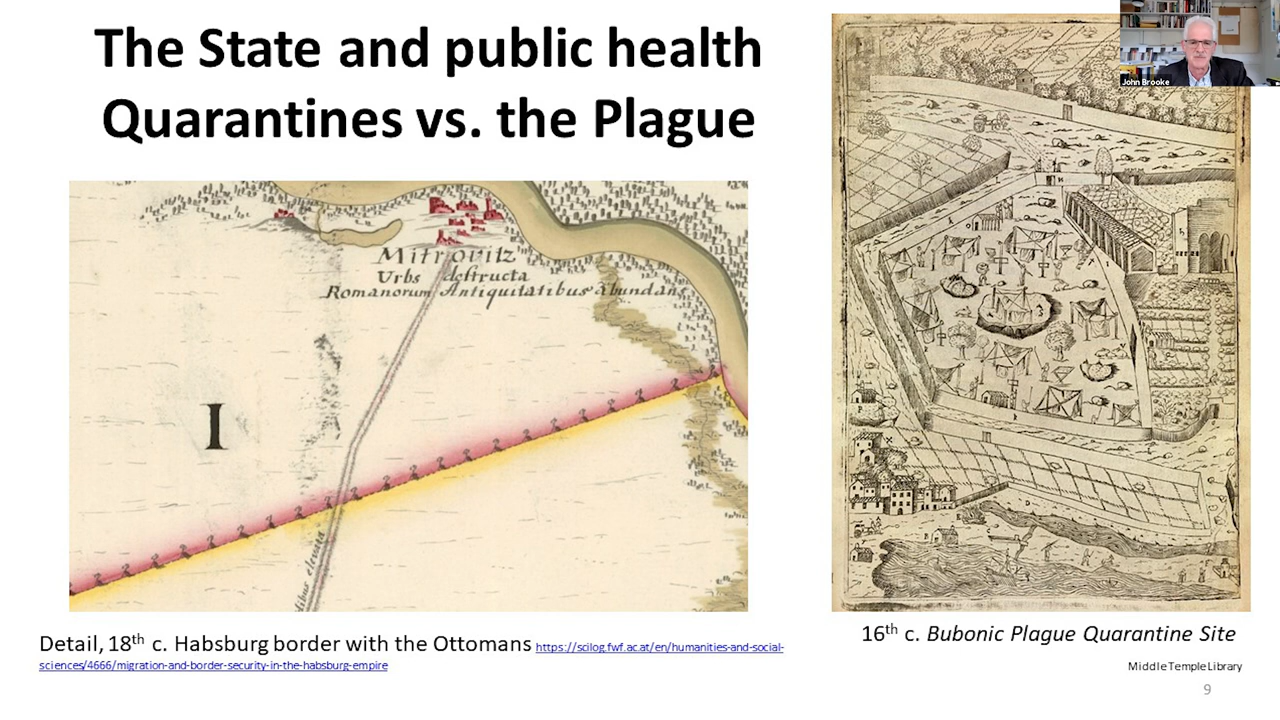 The State and public health
Quarantines vs. the Plague
John Brooke
Mitrovitz
Urbs destructa
Romanorum Antiquitatibus abundans
I
Detail, 18th c. Habsburg border with the Ottomans https://scilog.fwf.ac.at/en/humanities-and-social-
sciences/4666/migration-and-border-security-in-the-habsburg-empire
16th c. Bubonic Plague Quarantine Site
Middle Temple Library
9